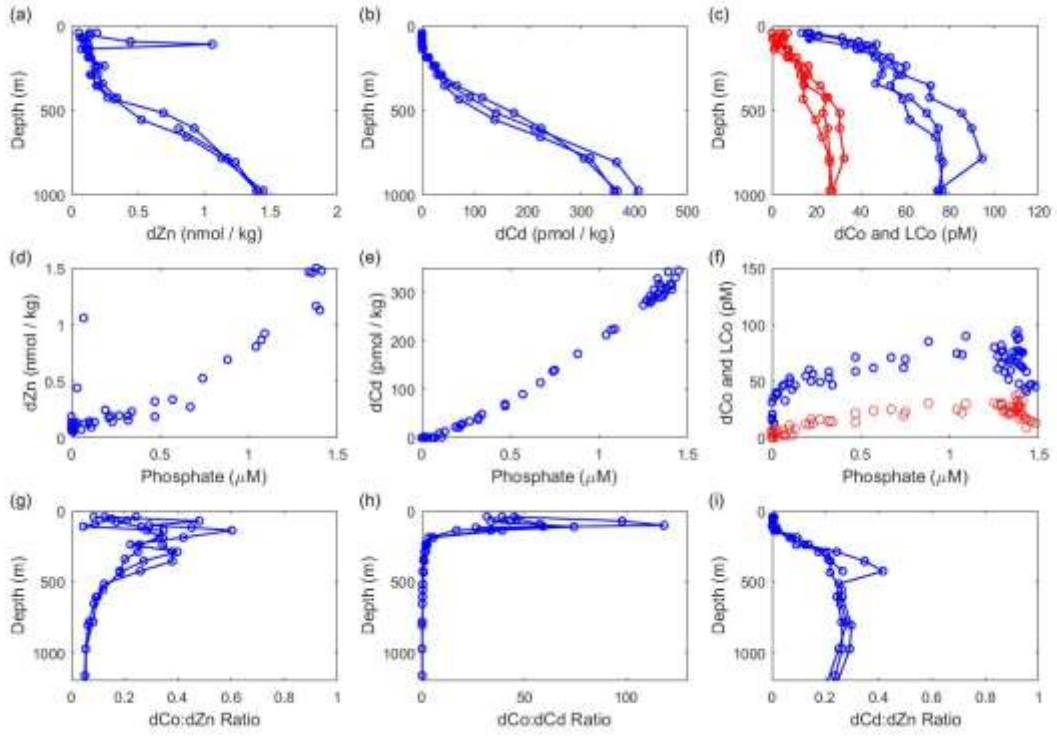 (a)
(b)
(c)
0
500
1000
Depth (m)
0 0.5 1 1.5 2
dZn (nmol / kg)
0
500
1000
Depth (m)
0 100 200 300 400 500
dCd (pmol / kg)
0
500
1000
Depth (m)
0 20 40 60 80 100 120
dCo and LCo (pM)
(d)
(e)
(f)
1.5
1
0.5
0
dZn (nmol / kg)
0 0.5 1 1.5
Phosphate (μM)
300
200
100
0
dCd (pmol / kg)
0 0.5 1 1.5
Phosphate (μM)
150
100
50
0
dCo and LCo (pM)
0 0.5 1 1.5
Phosphate (μM)
(g)
(h)
(i)
0
500
1000
Depth (m)
0 0.2 0.4 0.6 0.8 1
dCo:dZn Ratio
0
500
1000
Depth (m)
0 50 100
dCo:dCd Ratio
0
500
1000
Depth (m)
0 0.2 0.4 0.6 0.8 1
dCd:dZn Ratio